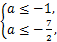 {a ≤ −1,
a ≤ −7/2,